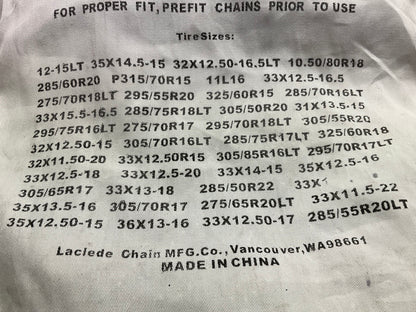 FOR PROPER FIT, PREFIT CHAINS PRIOR TO USE
TireSizes:
12-15LT 35X14.5-15 32X12.50-16.5LT 10.50/80R18
285/60R20 P315/70R15 11L16 33X12.5-16.5
275/70R18LT 295/55R20 325/60R15 285/70R16LT
33X15.5-16.5 285/75R18LT 305/50R20 31X13.5-15
295/75R16LT 275/70R17 295/70R18LT 305/55R20LT
32X12.50-15 305/70R16LT 285/75R17LT 325/60R18
32X11.50-20 33X12.50R15 305/85R16LT 295/70R17LT
33X12.5-18 33X12.5-20 33X14-15 35X12.5-16
305/65R17 33X13-18 285/50R22 33X
35X13.5-16 305/70R17 275/65R20LT 33X11.5-22
35X12.50-15 36X13-16 33X12.50-17 285/55R20LT
Laclede Chain MFG.Co., Vancouver,WA98661
MADE IN CHINA